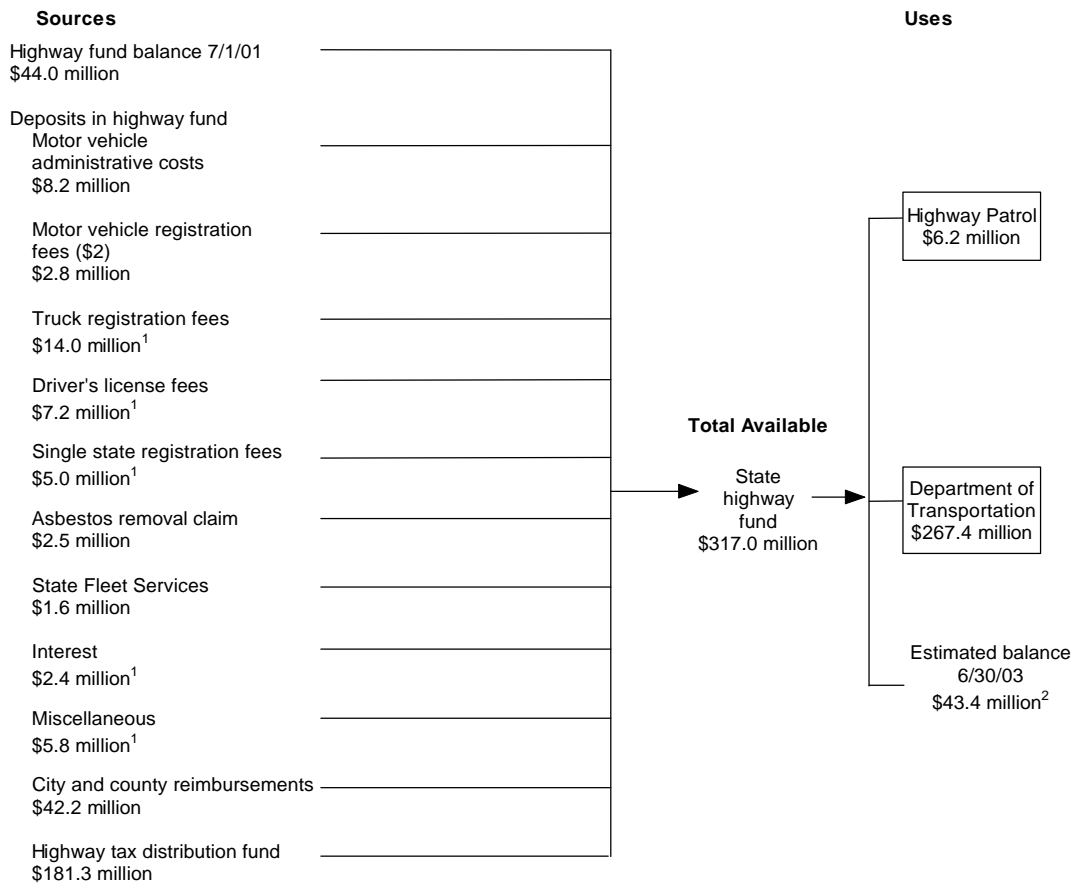 Sources
Highway fund balance 7/1/01
$44.0 million
Deposits in highway fund
Motor vehicle
administrative costs
$8.2 million
Motor vehicle registration
fees ($2)
$2.8 million
Truck registration fees
$14.0 million1
Driver's license fees
$7.2 million1
Single state registration fees
$5.0 million1
Asbestos removal claim
$2.5 million
State Fleet Services
$1.6 million
Interest
$2.4 million1
Miscellaneous
$5.8 million1
City and county reimbursements
$42.2 million
Highway tax distribution fund
$181.3 million
Total Available
State
highway
fund
$317.0 million
Uses
Highway Patrol
$6.2 million
Department of
Transportation
$267.4 million
Estimated balance
6/30/03
$43.4 million2